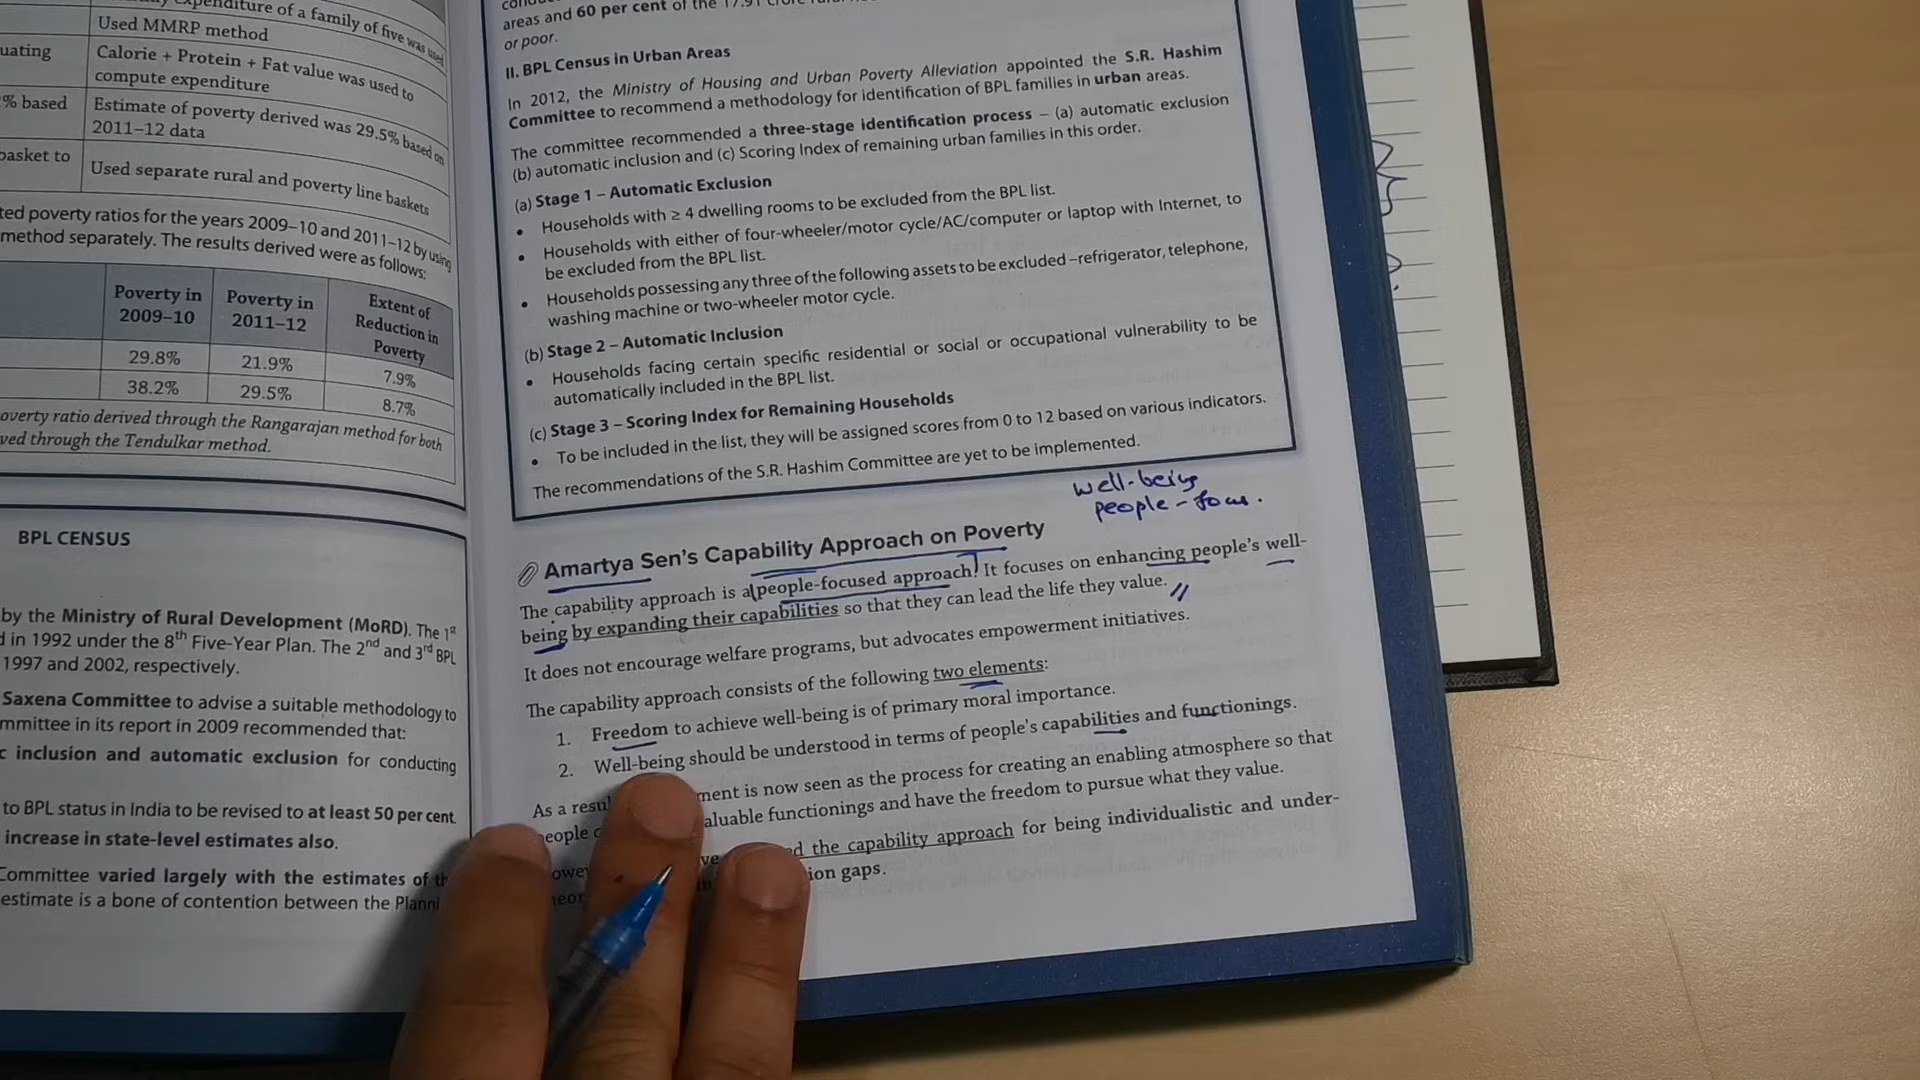 expenditure of a family of five was used
Used MMRP method
uating
Calorie + Protein + Fat value was used to
compute expenditure
% based
Estimate of poverty derived was 29.5% based on
2011–12 data
basket to
Used separate rural and poverty line baskets
ted poverty ratios for the years 2009–10 and 2011–12 by using
method separately. The results derived were as follows:
Poverty in
2009–10
Poverty in
2011–12
Extent of
Reduction in
Poverty
29.8%
21.9%
7.9%
38.2%
29.5%
8.7%
overty ratio derived through the Rangarajan method for both
ved through the Tendulkar method.
BPL CENSUS
by the Ministry of Rural Development (MoRD). The 1st
d in 1992 under the 8th Five-Year Plan. The 2nd and 3rd BPL
1997 and 2002, respectively.
Saxena Committee to advise a suitable methodology to
mmittee in its report in 2009 recommended that:
c inclusion and automatic exclusion for conducting
to BPL status in India to be revised to at least 50 per cent.
increase in state-level estimates also.
Committee varied largely with the estimates of th
estimate is a bone of contention between the Planni
areas and 60 per cent of the 17.91 crore
or poor.
II. BPL Census in Urban Areas
In 2012, the Ministry of Housing and Urban Poverty Alleviation appointed the S.R. Hashim
Committee to recommend a methodology for identification of BPL families in urban areas.
The committee recommended a three-stage identification process – (a) automatic exclusion
(b) automatic inclusion and (c) Scoring Index of remaining urban families in this order.
(a) Stage 1 – Automatic Exclusion
• Households with ≥ 4 dwelling rooms to be excluded from the BPL list.
• Households with either of four-wheeler/motor cycle/AC/computer or laptop with Internet, to
be excluded from the BPL list.
• Households possessing any three of the following assets to be excluded –refrigerator, telephone,
washing machine or two-wheeler motor cycle.
(b) Stage 2 – Automatic Inclusion
• Households facing certain specific residential or social or occupational vulnerability to be
automatically included in the BPL list.
(c) Stage 3 – Scoring Index for Remaining Households
• To be included in the list, they will be assigned scores from 0 to 12 based on various indicators.
The recommendations of the S.R. Hashim Committee are yet to be implemented.
well-being
people-focus.
Amartya Sen's Capability Approach on Poverty
The capability approach is a people-focused approach. It focuses on enhancing people's well-
being by expanding their capabilities so that they can lead the life they value.
It does not encourage welfare programs, but advocates empowerment initiatives.
The capability approach consists of the following two elements:
1. Freedom to achieve well-being is of primary moral importance.
2. Well-being should be understood in terms of people's capabilities and functionings.
As a resul ment is now seen as the process for creating an enabling atmosphere so that
people aluable functionings and have the freedom to pursue what they value.
owe ve d the capability approach for being individualistic and under-
eor ion gaps.